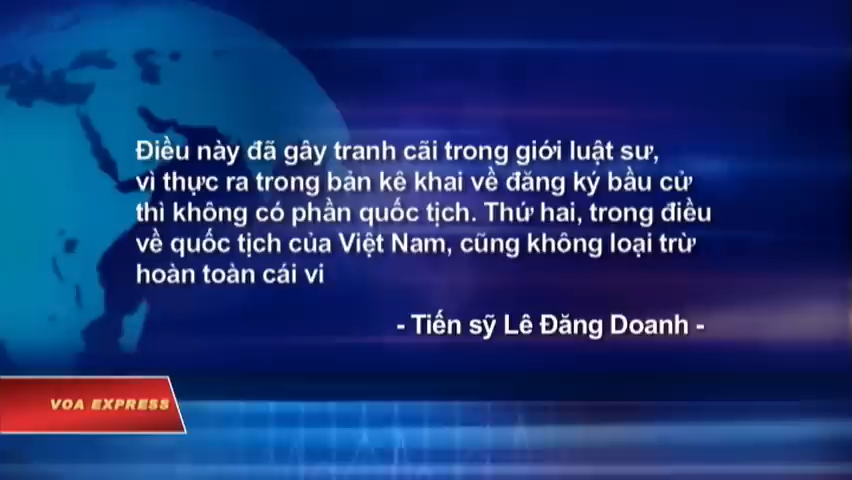 Điều này đã gây tranh cãi trong giới luật sư,
vì thực ra trong bản kê khai về đăng ký bầu cử
thì không có phần quốc tịch. Thứ hai, trong điều
về quốc tịch của Việt Nam, cũng không loại trừ
hoàn toàn cái vi
- Tiến sỹ Lê Đăng Doanh -
VOA EXPRESS